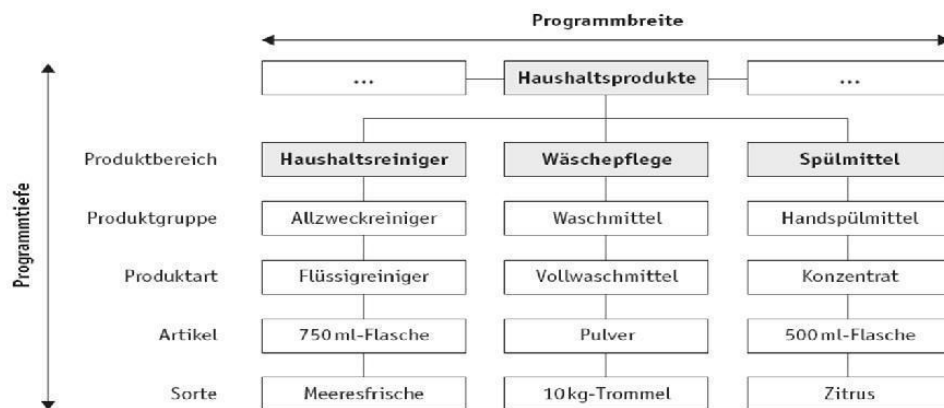 Programmbreite
Programmtiefe
... Haushaltsprodukte ...
Produktbereich Haushaltsreiniger Wäschepflege Spülmittel
Produktgruppe Allzweckreiniger Waschmittel Handspülmittel
Produktart Flüssigreiniger Vollwaschmittel Konzentrat
Artikel 750 ml-Flasche Pulver 500 ml-Flasche
Sorte Meeresfrische 10 kg-Trommel Zitrus